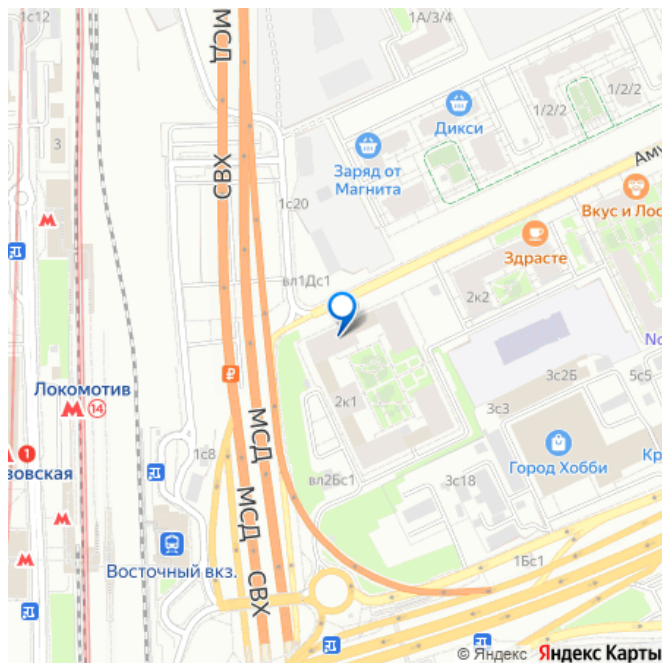 1с12
МСД
1А/3/4
Дикси
1/2/2
1/2/2
3
Заряд от
Магнита
Аму
СВХ
1с20
Вкус и Лос
Здрасте
вл1Дс1
2к2
No
₽
3с2Б
5с5
Локомотив
14
2к1
3с3
МСД
1
зовская
1с8
Город Хобби
Кр
вл2Бс1
3с18
МСД
Восточный вкз.
СВХ
1Бс1
© Яндекс Яндекс Карты